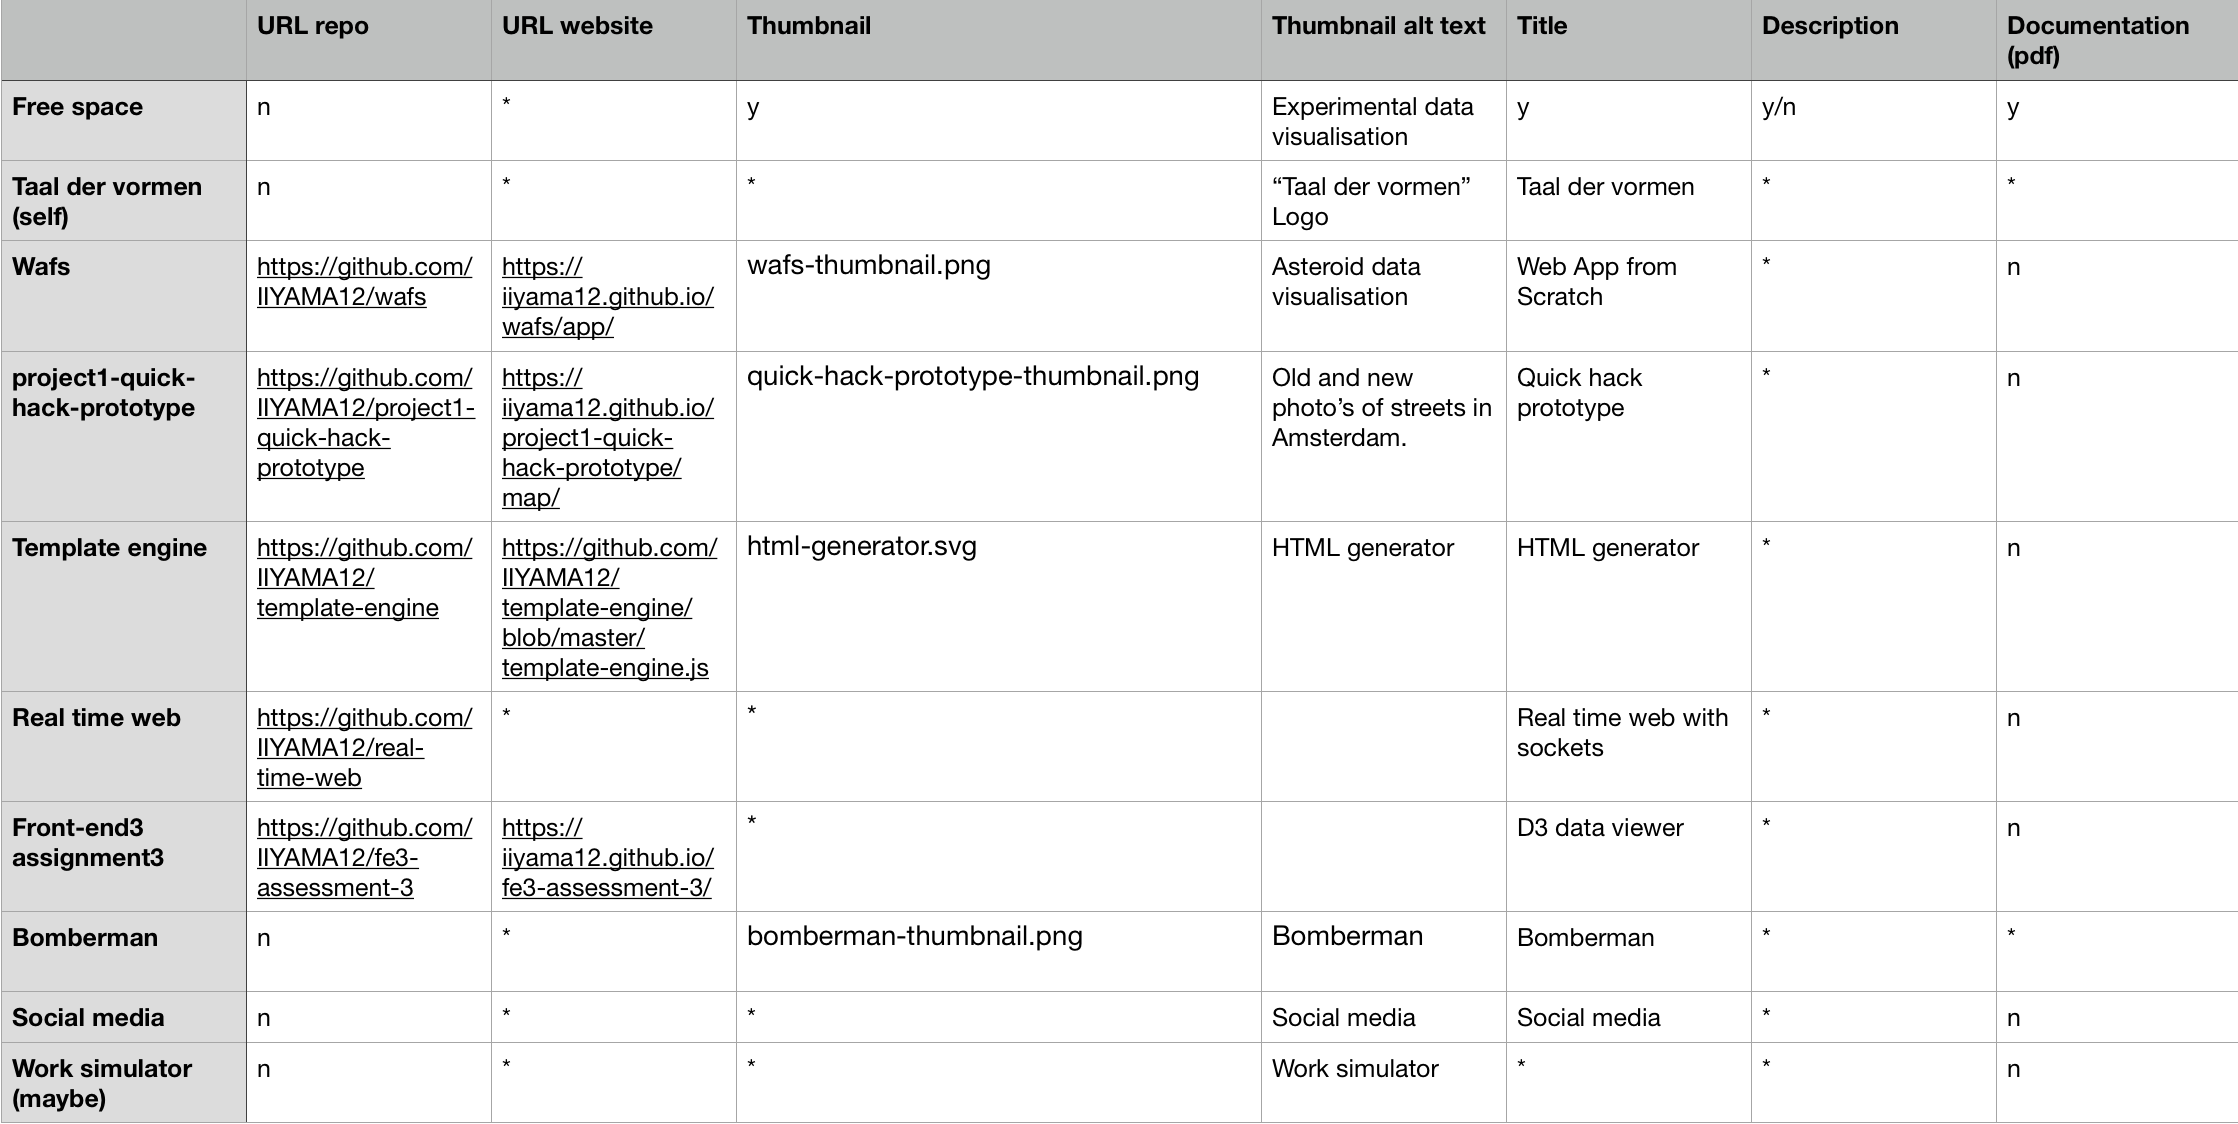 URL repo
URL website
Thumbnail
Thumbnail alt text
Title
Description
Documentation
(pdf)
Free space
n
*
y
Experimental data
visualisation
y
y/n
y
Taal der vormen
(self)
n
*
*
“Taal der vormen”
Logo
Taal der vormen
*
*
Wafs
https://github.com/
IIYAMA12/wafs
https://
iiyama12.github.io/
wafs/app/
wafs-thumbnail.png
Asteroid data
visualisation
Web App from
Scratch
*
n
project1-quick-
hack-prototype
https://github.com/
IIYAMA12/project1-
quick-hack-
prototype
https://
iiyama12.github.io/
project1-quick-
hack-prototype/
map/
quick-hack-prototype-thumbnail.png
Old and new
photo’s of streets in
Amsterdam.
Quick hack
prototype
*
n
Template engine
https://github.com/
IIYAMA12/
template-engine
https://github.com/
IIYAMA12/
template-engine/
blob/master/
template-engine.js
html-generator.svg
HTML generator
HTML generator
*
n
Real time web
https://github.com/
IIYAMA12/real-
time-web
*
*
Real time web with
sockets
*
n
Front-end3
assignment3
https://github.com/
IIYAMA12/fe3-
assessment-3
https://
iiyama12.github.io/
fe3-assessment-3/
*
D3 data viewer
*
n
Bomberman
n
*
bomberman-thumbnail.png
Bomberman
Bomberman
*
*
Social media
n
*
*
Social media
Social media
*
n
Work simulator
(maybe)
n
*
*
Work simulator
*
*
n